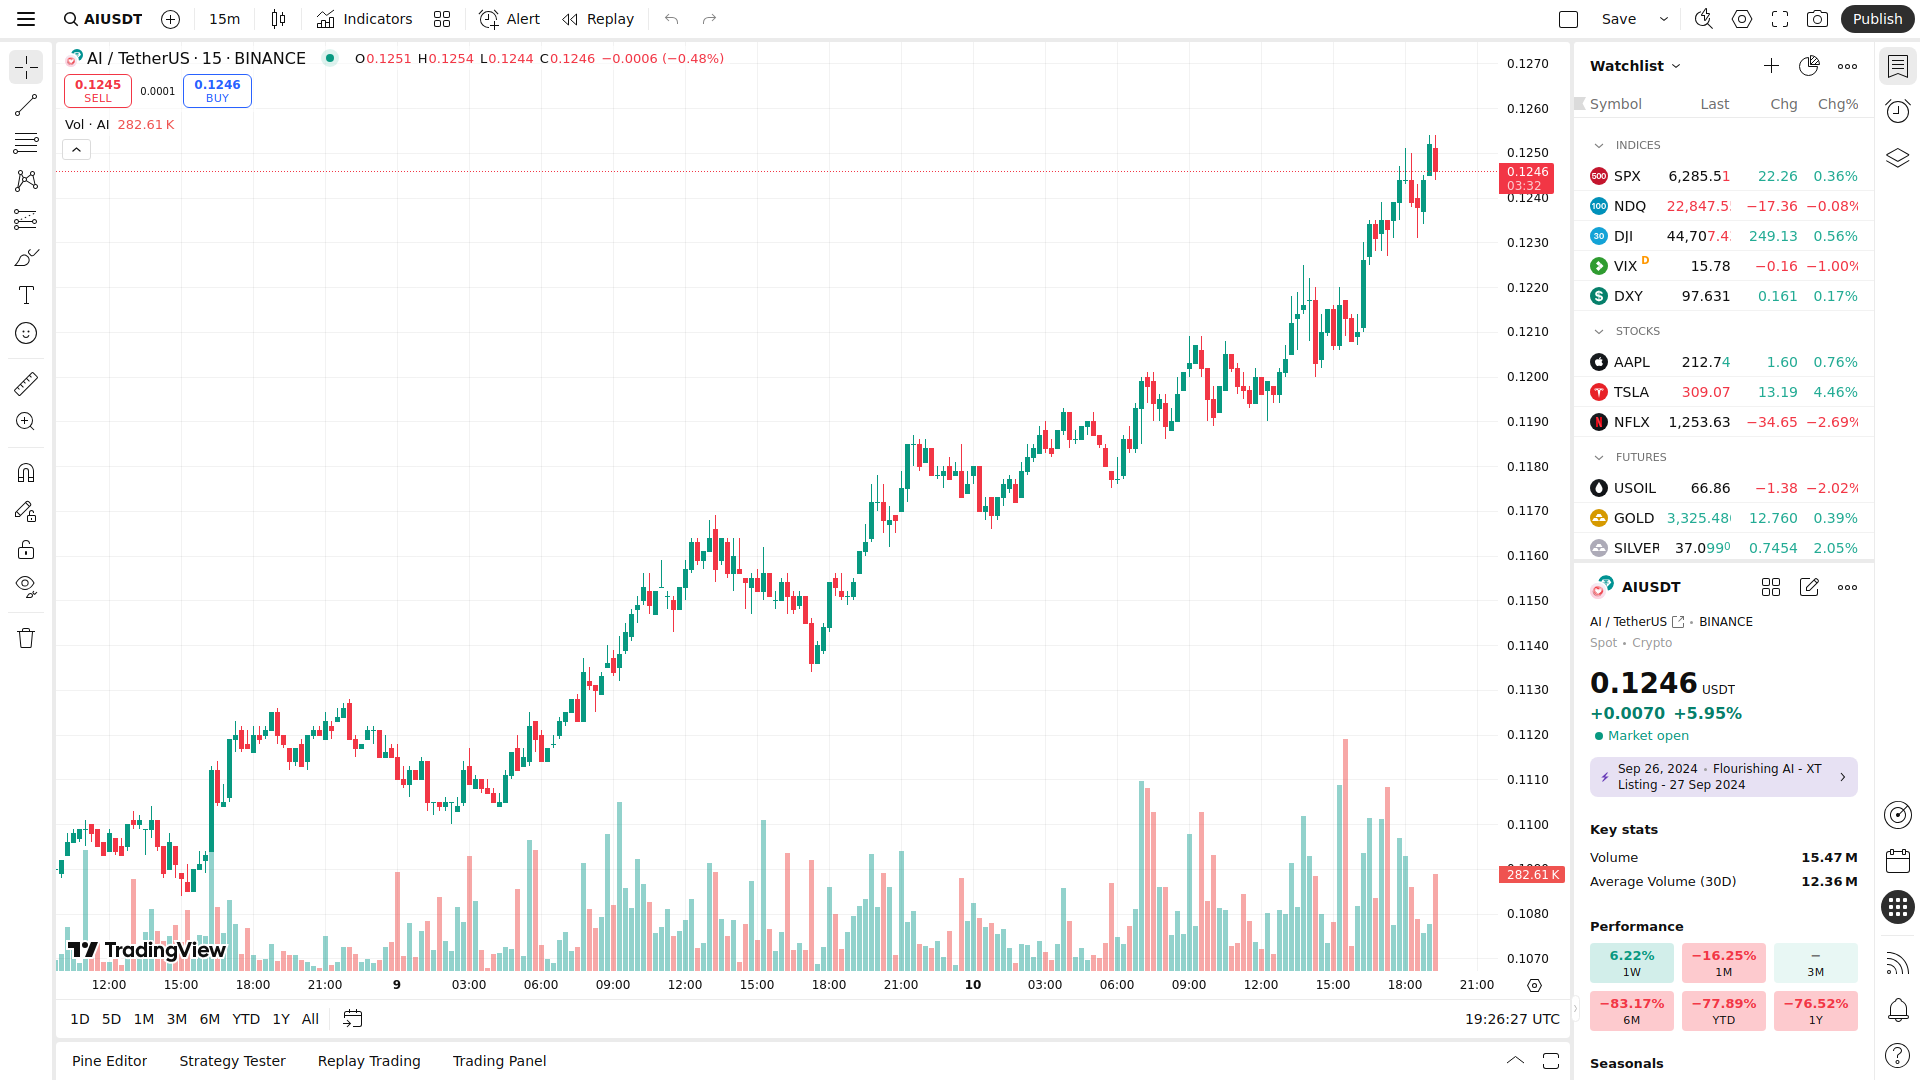 AIUSDT 15m Indicators Alert Replay Save Publish
AI / TetherUS · 15 · BINANCE O0.1251 H0.1254 L0.1244 C0.1246 −0.0006 (−0.48%)
0.1245 SELL 0.0001 0.1246 BUY
Vol · AI 282.61 K
0.1270
0.1260
0.1250
0.1246
03:32
0.1240
0.1230
0.1220
0.1210
0.1200
0.1190
0.1180
0.1170
0.1160
0.1150
0.1140
0.1130
0.1120
0.1110
0.1100
282.61 K
0.1080
0.1070
TradingView
12:00 15:00 18:00 21:00 9 03:00 06:00 09:00 12:00 15:00 18:00 21:00 10 03:00 06:00 09:00 12:00 15:00 18:00 21:00
1D 5D 1M 3M 6M YTD 1Y All 19:26:27 UTC
Pine Editor Strategy Tester Replay Trading Trading Panel
Watchlist
Symbol Last Chg Chg%
INDICES
500 SPX 6,285.51 22.26 0.36%
100 NDQ 22,847.5 −17.36 −0.08%
30 DJI 44,707.4 249.13 0.56%
VIX D 15.78 −0.16 −1.00%
DXY 97.631 0.161 0.17%
STOCKS
AAPL 212.74 1.60 0.76%
TSLA 309.07 13.19 4.46%
NFLX 1,253.63 −34.65 −2.69%
FUTURES
USOIL 66.86 −1.38 −2.02%
GOLD 3,325.48 12.760 0.39%
SILVER 37.0990 0.7454 2.05%
AIUSDT
AI / TetherUS • BINANCE
Spot • Crypto
0.1246 USDT
+0.0070 +5.95%
Market open
Sep 26, 2024 • Flourishing AI - XT
Listing - 27 Sep 2024
Key stats
Volume 15.47 M
Average Volume (30D) 12.36 M
Performance
6.22% −16.25% –
1W 1M 3M
−83.17% −77.89% −76.52%
6M YTD 1Y
Seasonals